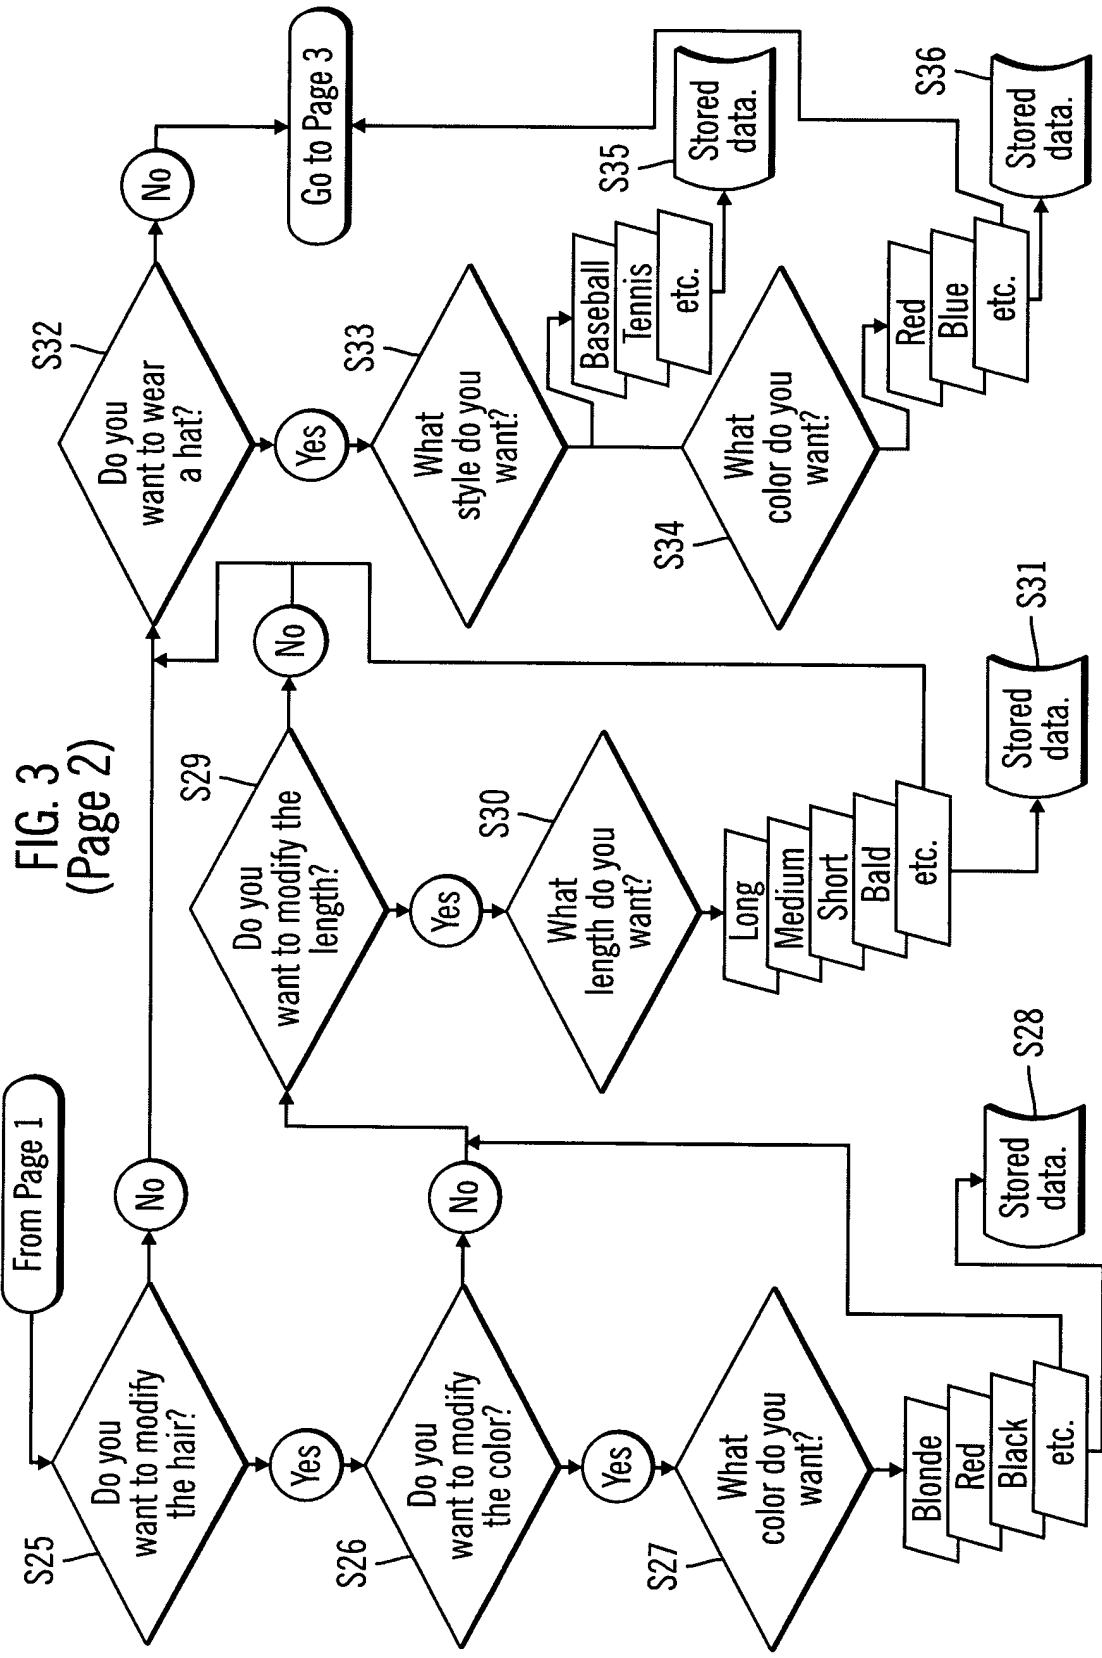 FIG. 3
(Page 2)
From Page 1
S25
Do you
want to modify
the hair?
No
Yes
S26
Do you
want to modify
the color?
No
Yes
S27
What
color do you
want?
Blonde
Red
Black
etc.
Stored
data.
S28
S29
Do you
want to modify the
length?
No
Yes
S30
What
length do you
want?
Long
Medium
Short
Bald
etc.
Stored
data.
S31
S32
Do you
want to wear
a hat?
No
Go to Page 3
Yes
S33
What
style do you
want?
Baseball
Tennis
etc.
S35
Stored
data.
S34
What
color do you
want?
Red
Blue
etc.
S36
Stored
data.